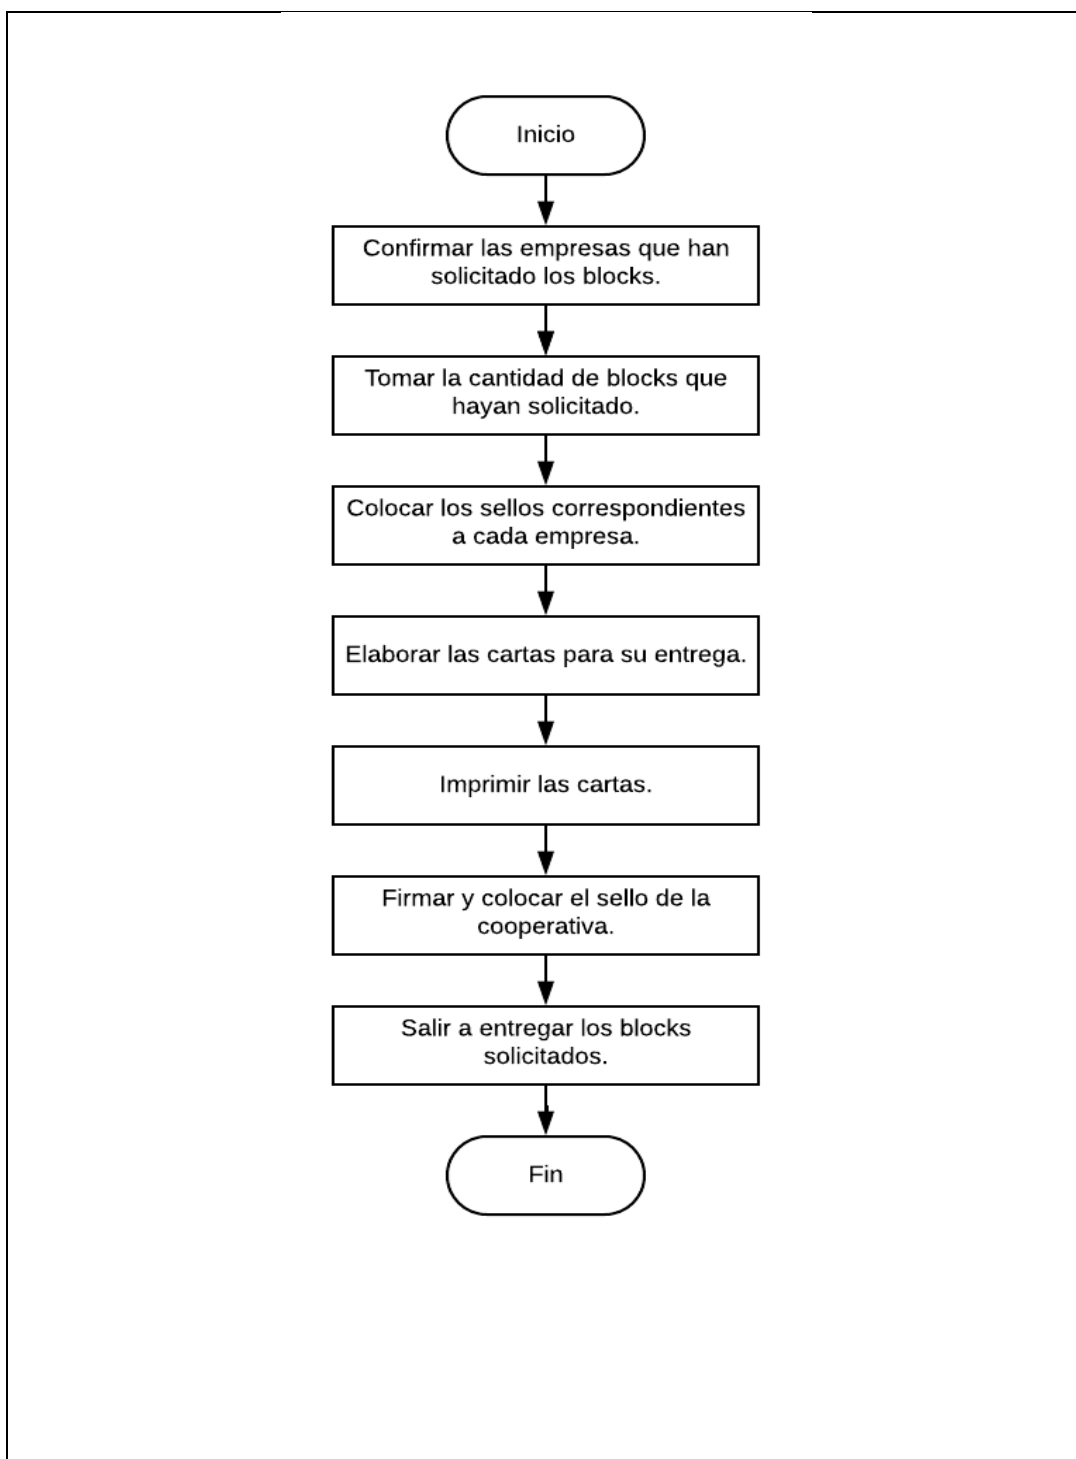 Inicio
Confirmar las empresas que han
solicitado los blocks.
Tomar la cantidad de blocks que
hayan solicitado.
Colocar los sellos correspondientes
a cada empresa.
Elaborar las cartas para su entrega.
Imprimir las cartas.
Firmar y colocar el sello de la
cooperativa.
Salir a entregar los blocks
solicitados.
Fin